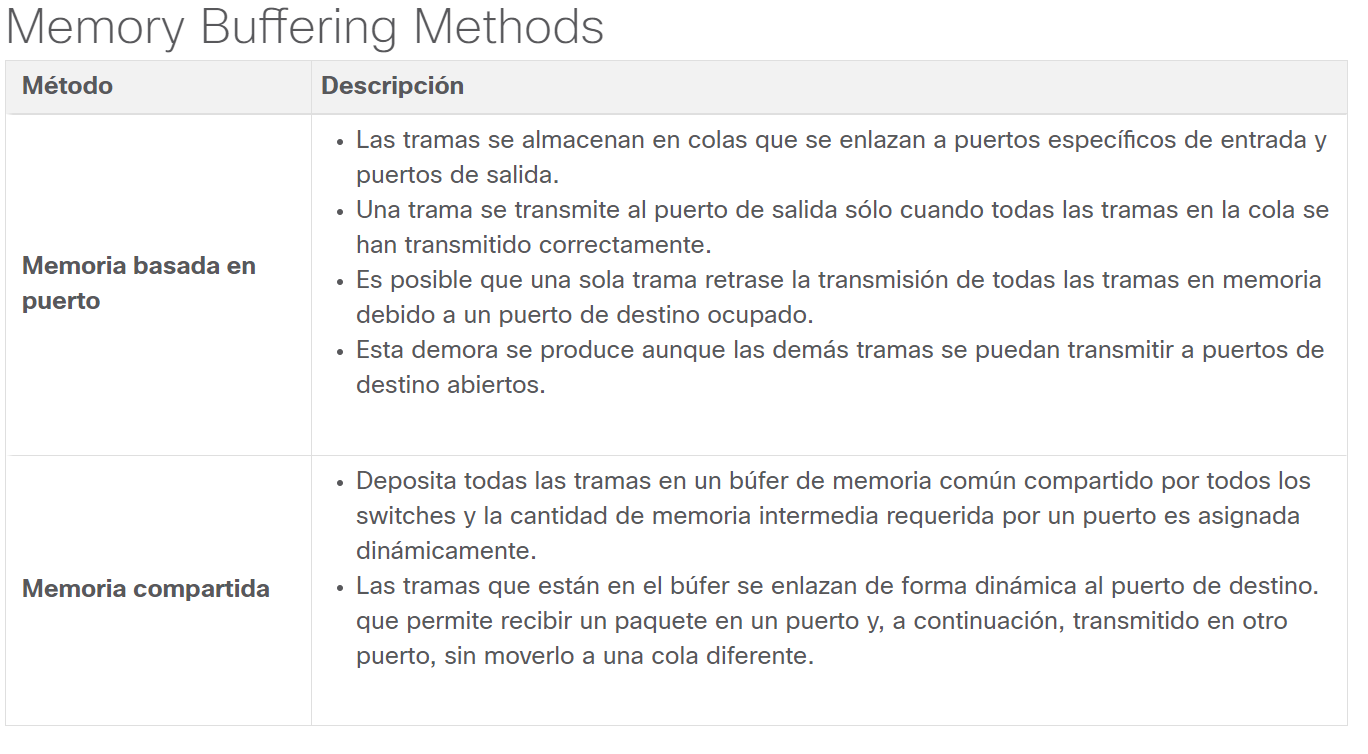 Memory Buffering Methods
Método
Descripción
Memoria basada en
puerto
• Las tramas se almacenan en colas que se enlazan a puertos específicos de entrada y
puertos de salida.
• Una trama se transmite al puerto de salida sólo cuando todas las tramas en la cola se
han transmitido correctamente.
• Es posible que una sola trama retrase la transmisión de todas las tramas en memoria
debido a un puerto de destino ocupado.
• Esta demora se produce aunque las demás tramas se puedan transmitir a puertos de
destino abiertos.
Memoria compartida
• Deposita todas las tramas en un búfer de memoria común compartido por todos los
switches y la cantidad de memoria intermedia requerida por un puerto es asignada
dinámicamente.
• Las tramas que están en el búfer se enlazan de forma dinámica al puerto de destino.
que permite recibir un paquete en un puerto y, a continuación, transmitido en otro
puerto, sin moverlo a una cola diferente.